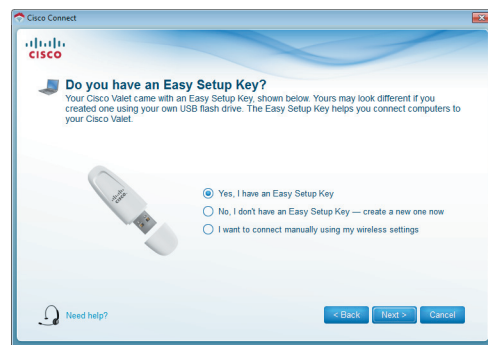 Cisco Connect
CISCO
Do you have an Easy Setup Key?
Your Cisco Valet came with an Easy Setup Key, shown below. Yours may look different if you
created one using your own USB flash drive. The Easy Setup Key helps you connect computers to
your Cisco Valet.
CISCO
Yes, I have an Easy Setup Key
No, I don't have an Easy Setup Key — create a new one now
I want to connect manually using my wireless settings
Need help?
< Back
Next >
Cancel